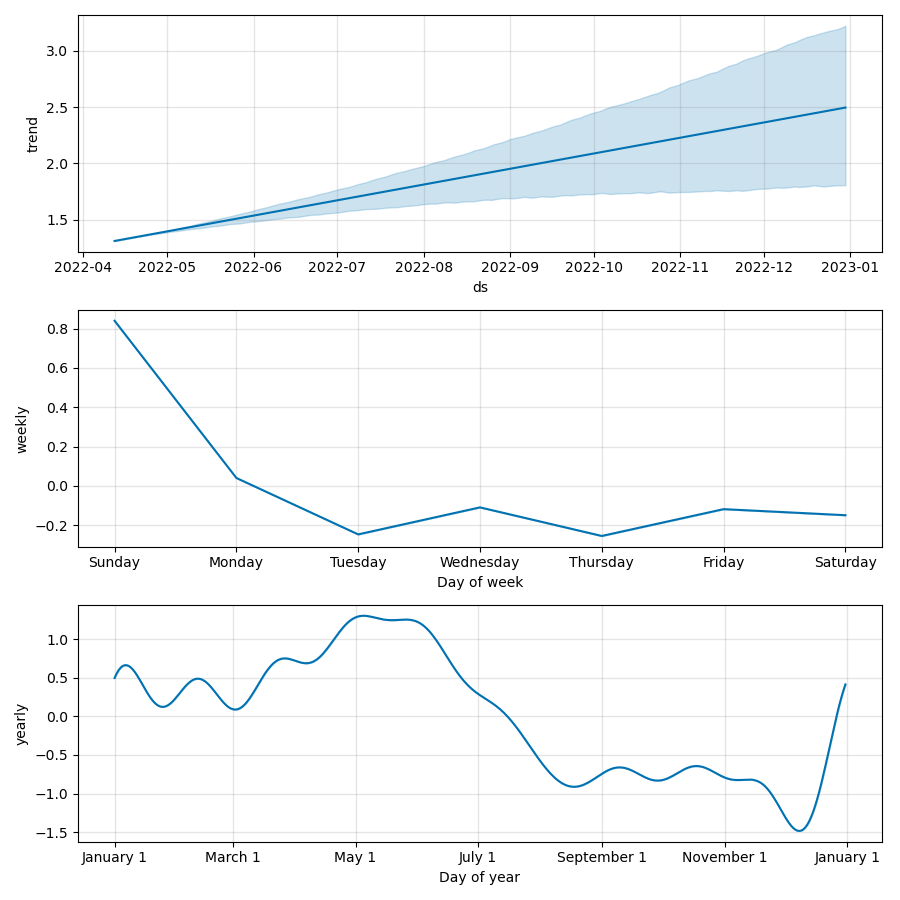 3.0
2.5
2.0
1.5
trend
2022-04 2022-05 2022-06 2022-07 2022-08 2022-09 2022-10 2022-11 2022-12 2023-01
ds
0.8
0.6
0.4
0.2
0.0
−0.2
weekly
Sunday Monday Tuesday Wednesday Thursday Friday Saturday
Day of week
1.0
0.5
0.0
−0.5
−1.0
−1.5
yearly
January 1 March 1 May 1 July 1 September 1 November 1 January 1
Day of year